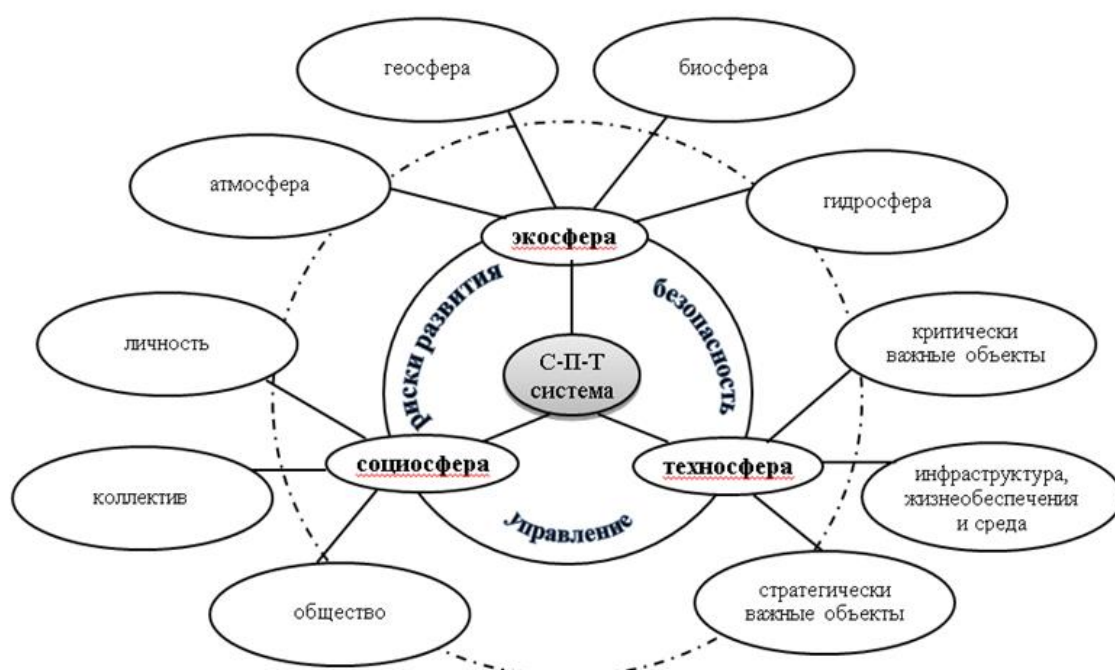 геосфера
биосфера
атмосфера
гидросфера
экосфера
риски развития
безопасность
личность
критически
важные объекты
С-П-Т
система
социосфера
техносфера
коллектив
инфраструктура,
жизнеобеспечения
и среда
управление
общество
стратегически
важные объекты